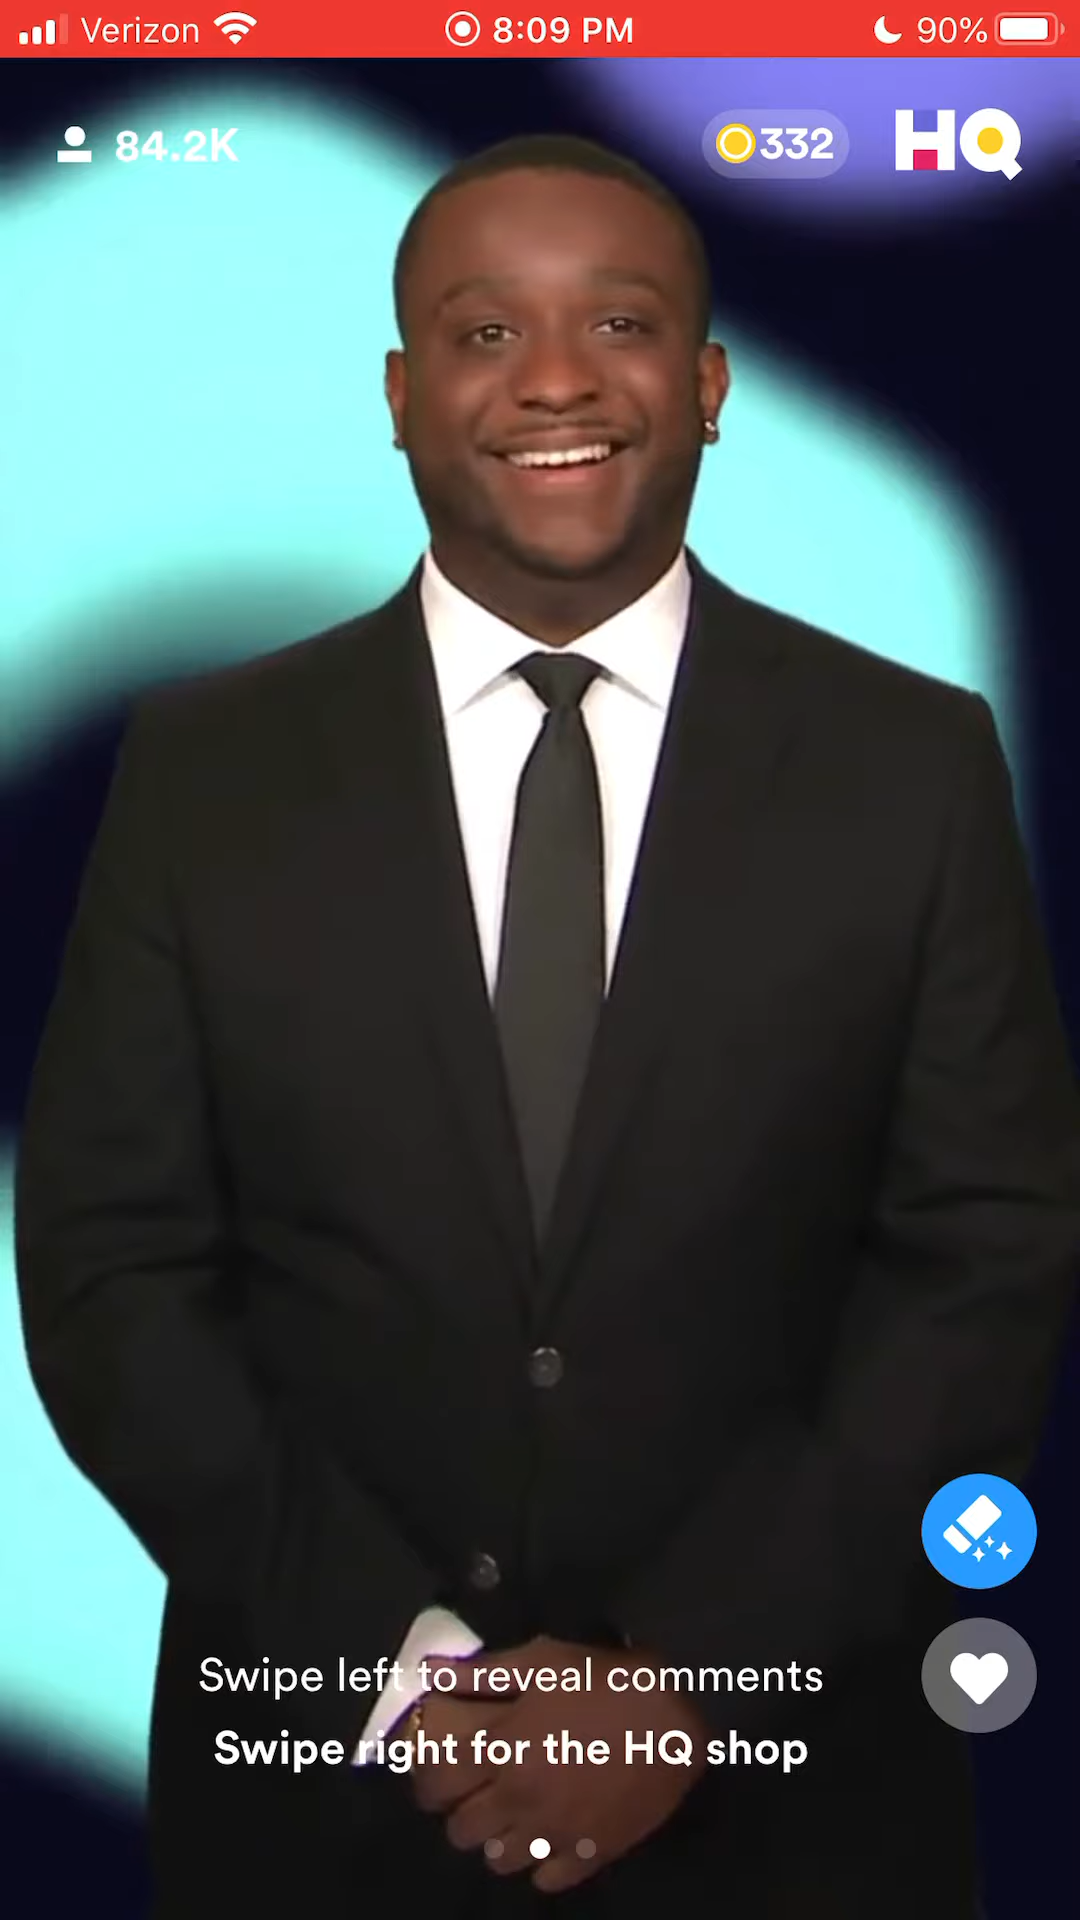 Verizon 8:09 PM 90%
84.2K 332 HQ
Swipe left to reveal comments
Swipe right for the HQ shop